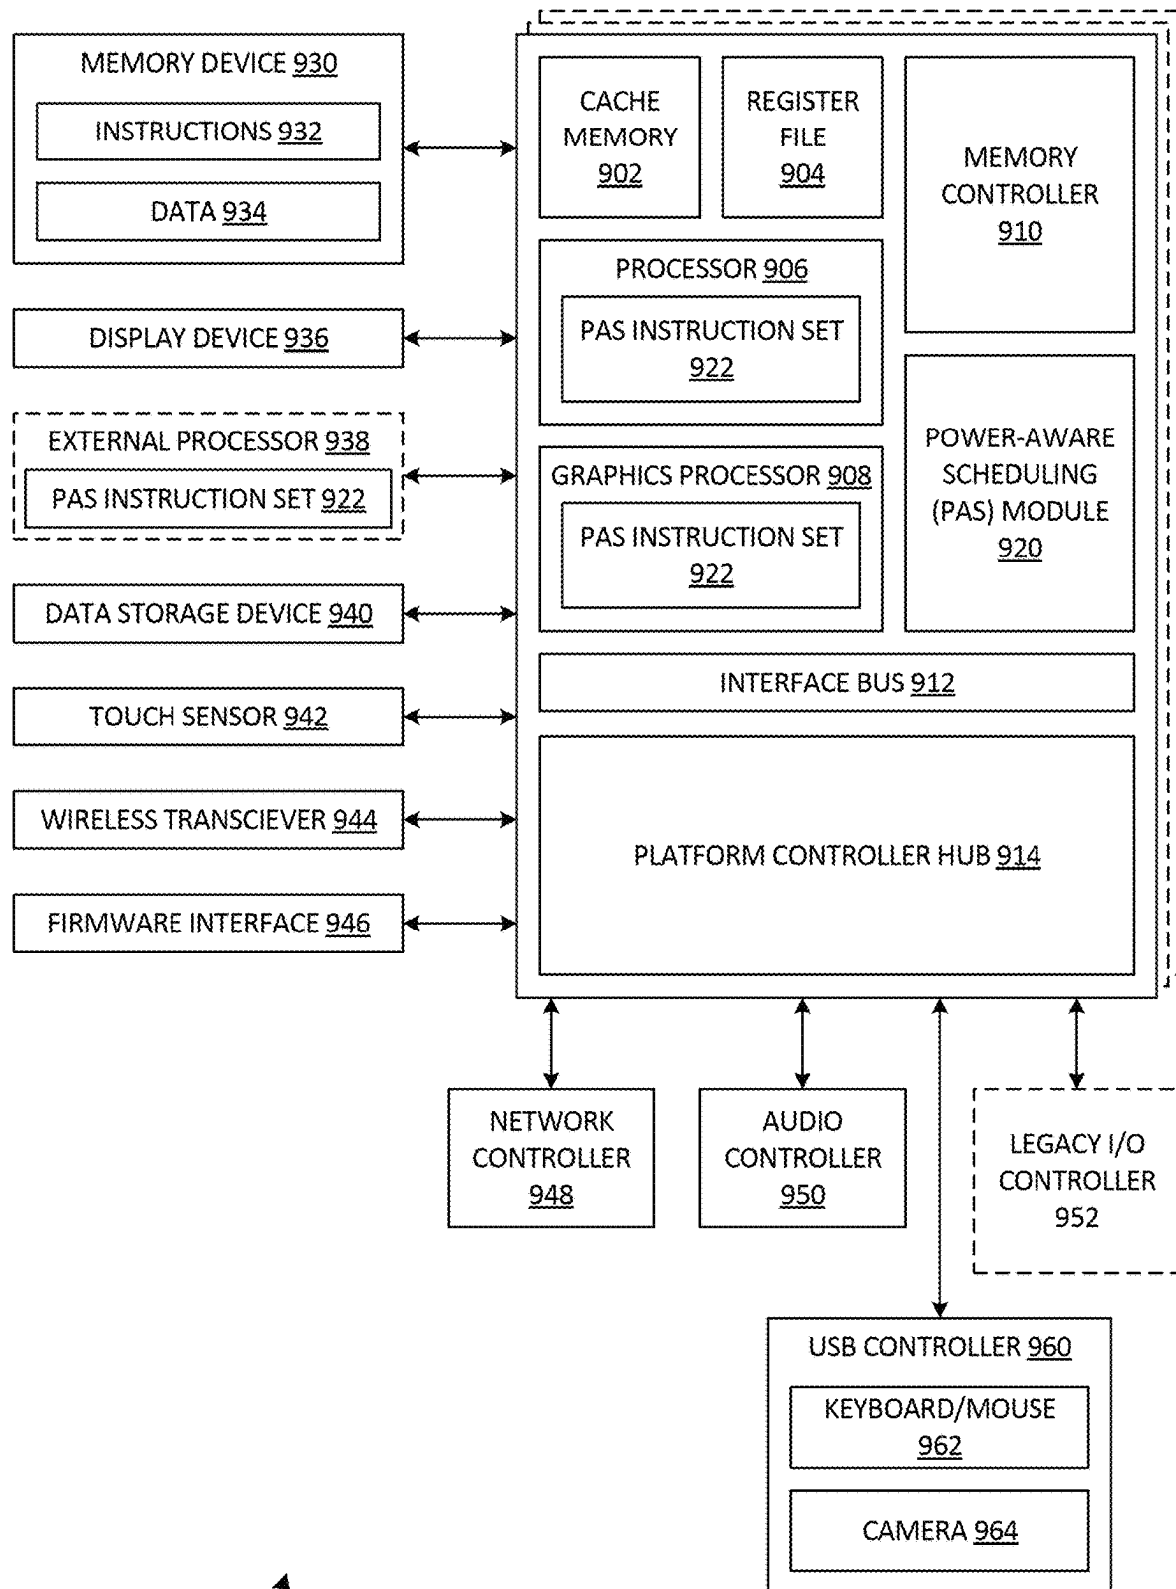 MEMORY DEVICE 930
INSTRUCTIONS 932
DATA 934
DISPLAY DEVICE 936
EXTERNAL PROCESSOR 938
PAS INSTRUCTION SET 922
DATA STORAGE DEVICE 940
TOUCH SENSOR 942
WIRELESS TRANSCIEVER 944
FIRMWARE INTERFACE 946
CACHE
MEMORY
902
REGISTER
FILE
904
MEMORY
CONTROLLER
910
PROCESSOR 906
PAS INSTRUCTION SET
922
GRAPHICS PROCESSOR 908
PAS INSTRUCTION SET
922
POWER-AWARE
SCHEDULING
(PAS) MODULE
920
INTERFACE BUS 912
PLATFORM CONTROLLER HUB 914
NETWORK
CONTROLLER
948
AUDIO
CONTROLLER
950
LEGACY I/O
CONTROLLER
952
USB CONTROLLER 960
KEYBOARD/MOUSE
962
CAMERA 964